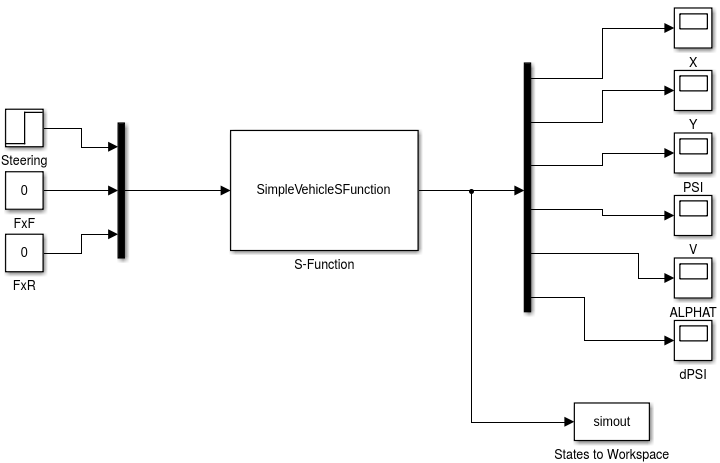 X
Y
Steering
SimpleVehicleSFunction
0
PSI
FxF
0
V
S-Function
FxR
ALPHAT
dPSI
simout
States to Workspace